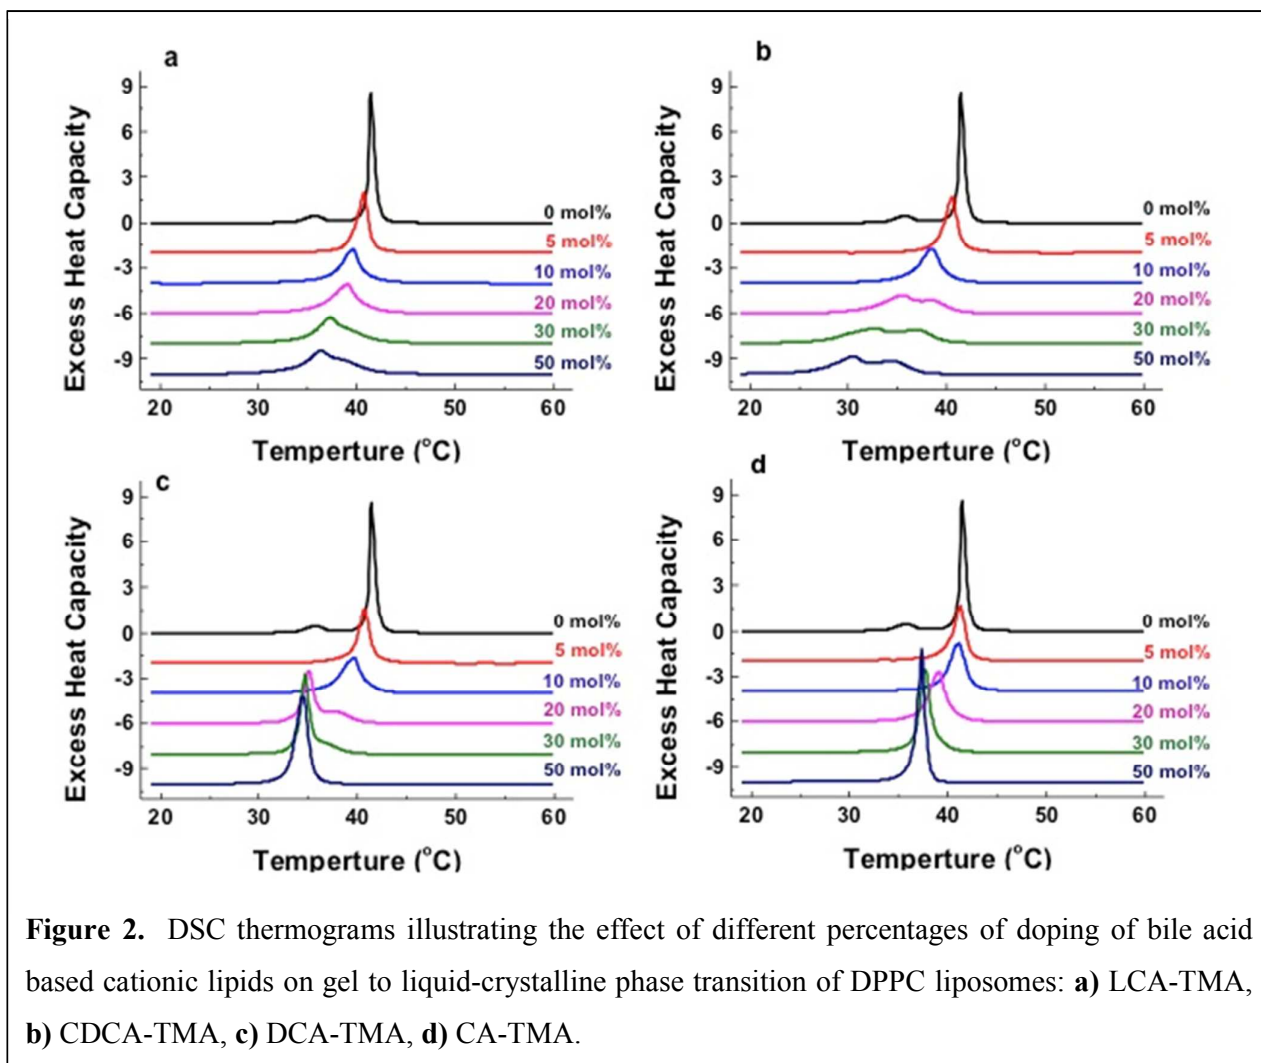 a
Excess Heat Capacity
9
6
3
0
-3
-6
-9
0 mol%
5 mol%
10 mol%
20 mol%
30 mol%
50 mol%
20 30 40 50 60
Temperture (°C)
b
Excess Heat Capacity
9
6
3
0
-3
-6
-9
0 mol%
5 mol%
10 mol%
20 mol%
30 mol%
50 mol%
20 30 40 50 60
Temperture (°C)
c
Excess Heat Capacity
9
6
3
0
-3
-6
-9
0 mol%
5 mol%
10 mol%
20 mol%
30 mol%
50 mol%
20 30 40 50 60
Temperture (°C)
d
Excess Heat Capacity
9
6
3
0
-3
-6
-9
0 mol%
5 mol%
10 mol%
20 mol%
30 mol%
50 mol%
20 30 40 50 60
Temperture (°C)
Figure 2. DSC thermograms illustrating the effect of different percentages of doping of bile acid
based cationic lipids on gel to liquid-crystalline phase transition of DPPC liposomes: a) LCA-TMA,
b) CDCA-TMA, c) DCA-TMA, d) CA-TMA.